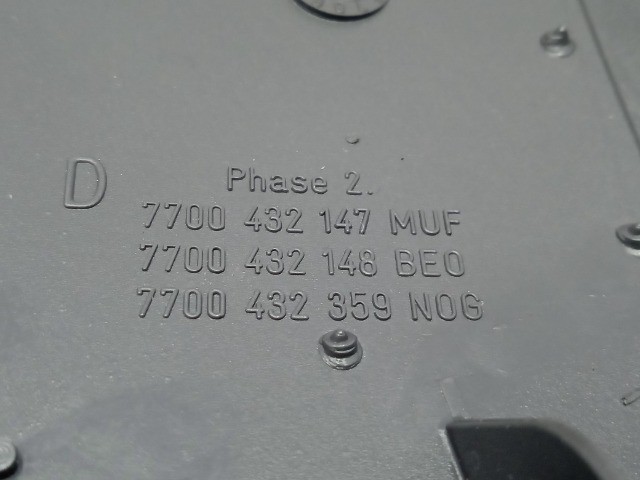 D
Phase 2.
7700 432 147 MUF
7700 432 148 BEO
7700 432 359 NOG